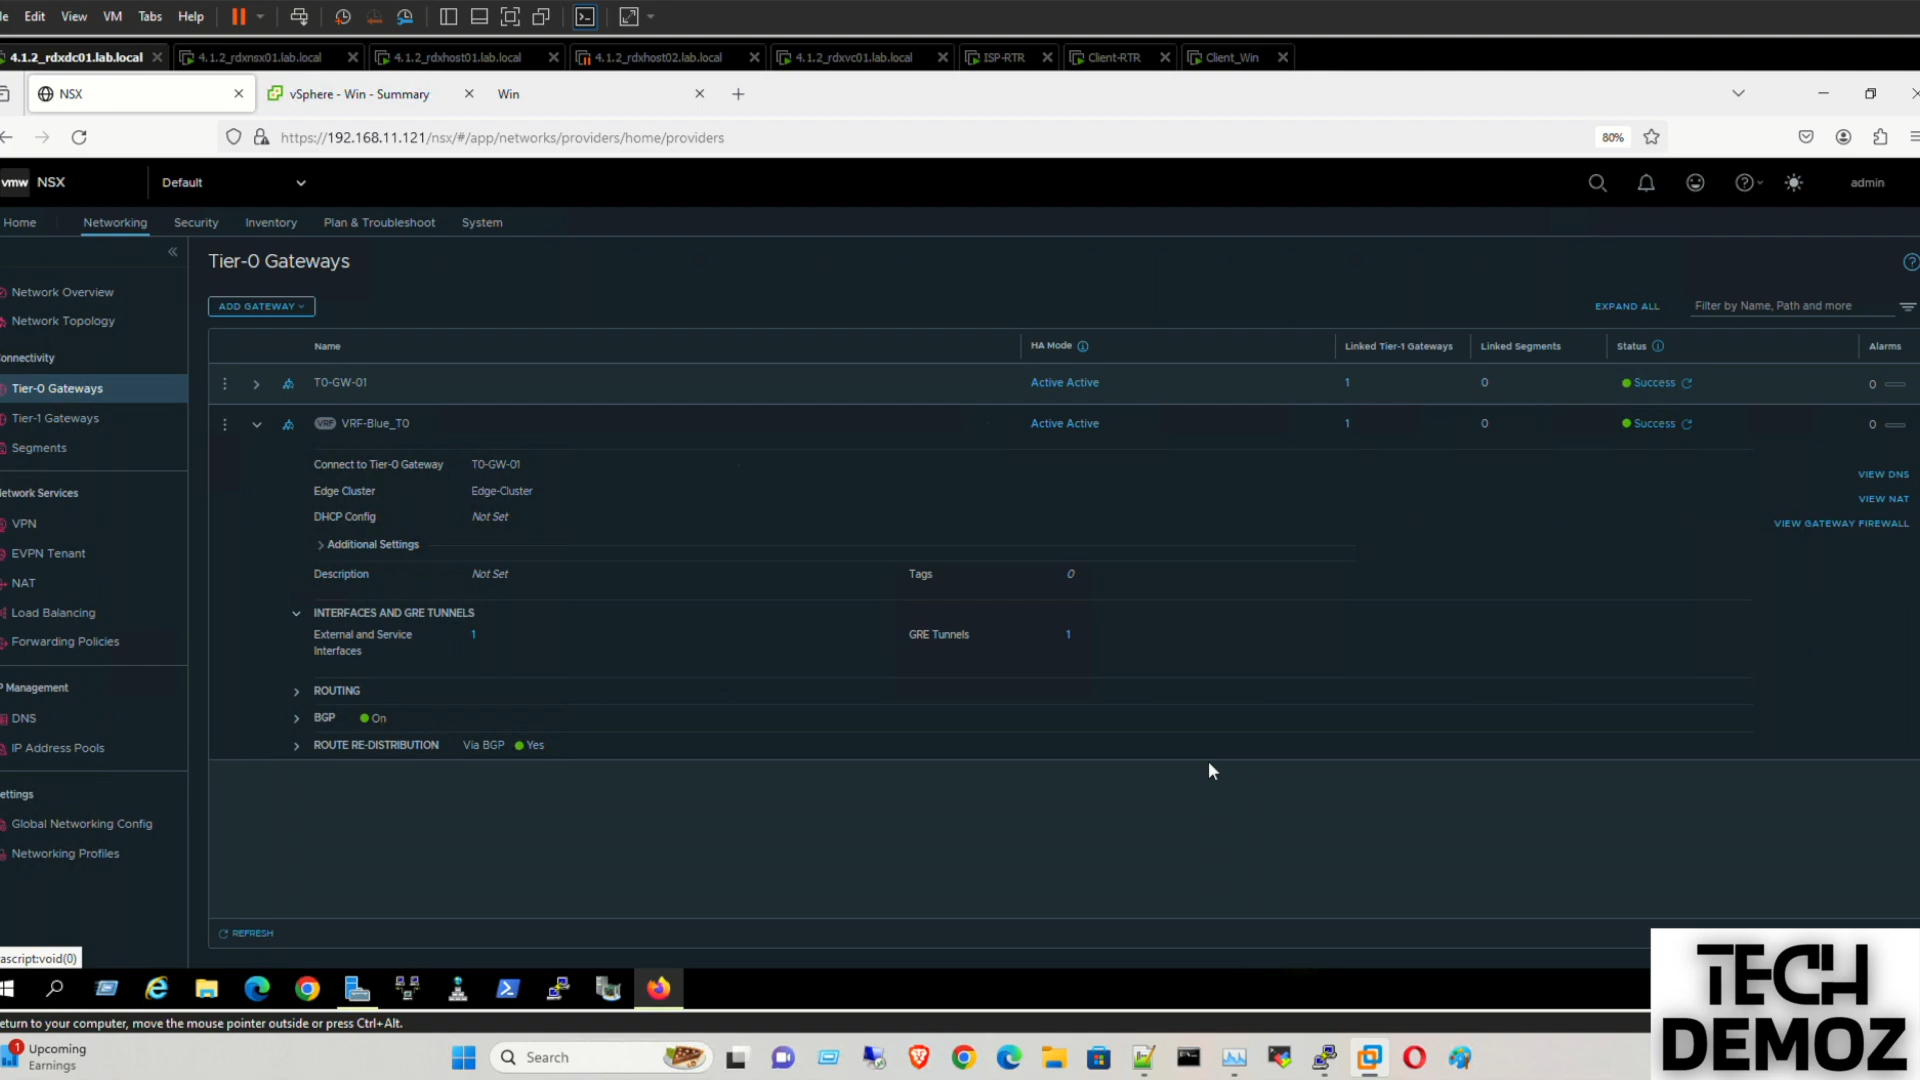 le Edit View VM Tabs Help
4.1.2_rdxdc01.lab.local 4.1.2_rdxnsx01.lab.local 4.1.2_rdxhost01.lab.local 4.1.2_rdxhost02.lab.local 4.1.2_rdxvc01.lab.local ISP-RTR Client-RTR Client_Win
NSX vSphere - Win - Summary Win
https://192.168.11.121/nsx/#/app/networks/providers/home/providers 80%
vmw NSX Default admin
Home Networking Security Inventory Plan & Troubleshoot System
Network Overview
Network Topology
onnectivity
Tier-0 Gateways
Tier-1 Gateways
Segments
etwork Services
VPN
EVPN Tenant
NAT
Load Balancing
Forwarding Policies
P Management
DNS
IP Address Pools
ettings
Global Networking Config
Networking Profiles
Tier-0 Gateways
ADD GATEWAY EXPAND ALL Filter by Name, Path and more
Name HA Mode Linked Tier-1 Gateways Linked Segments Status Alarms
T0-GW-01 Active Active 1 0 Success 0
VRF VRF-Blue_T0 Active Active 1 0 Success 0
Connect to Tier-0 Gateway T0-GW-01
VIEW DNS
Edge Cluster Edge-Cluster
VIEW NAT
DHCP Config Not Set
VIEW GATEWAY FIREWALL
Additional Settings
Description Not Set Tags 0
INTERFACES AND GRE TUNNELS
External and Service Interfaces 1 GRE Tunnels 1
ROUTING
BGP On
ROUTE RE-DISTRIBUTION Via BGP Yes
REFRESH
ascript:void(0)
eturn to your computer, move the mouse pointer outside or press Ctrl+Alt.
1
Upcoming
Earnings
Search
TECH
DEMOZ